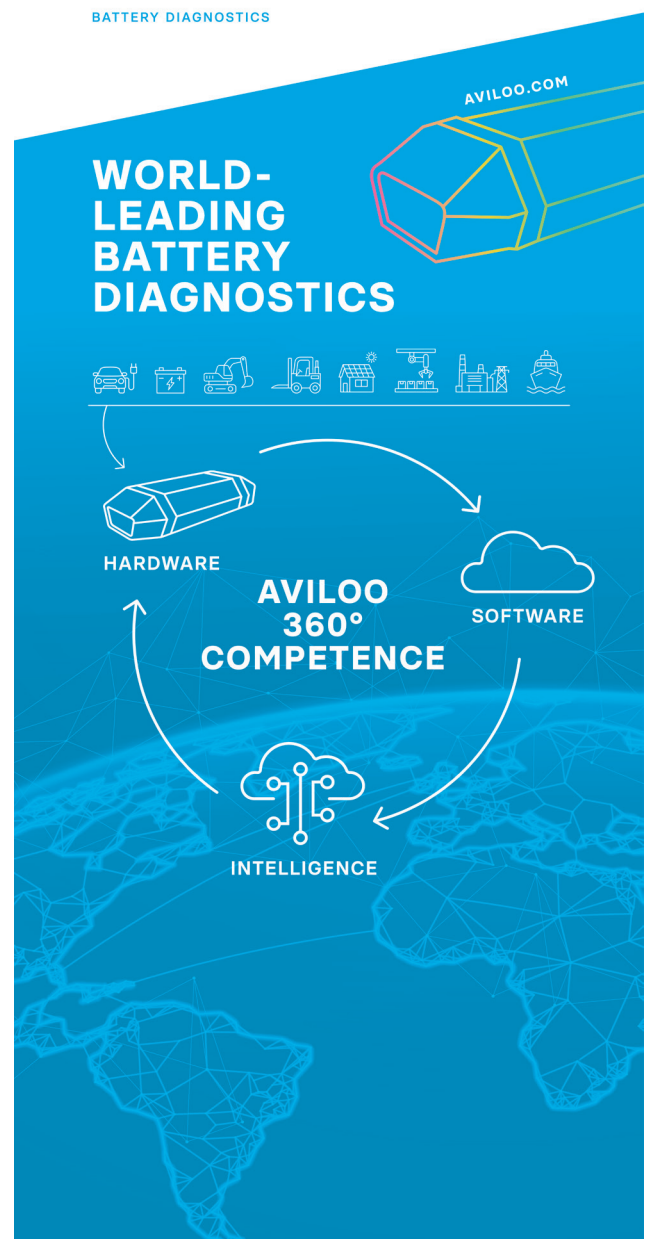 BATTERY DIAGNOSTICS
AVILOO.COM
WORLD-
LEADING
BATTERY
DIAGNOSTICS
HARDWARE
SOFTWARE
AVILOO
360°
COMPETENCE
INTELLIGENCE